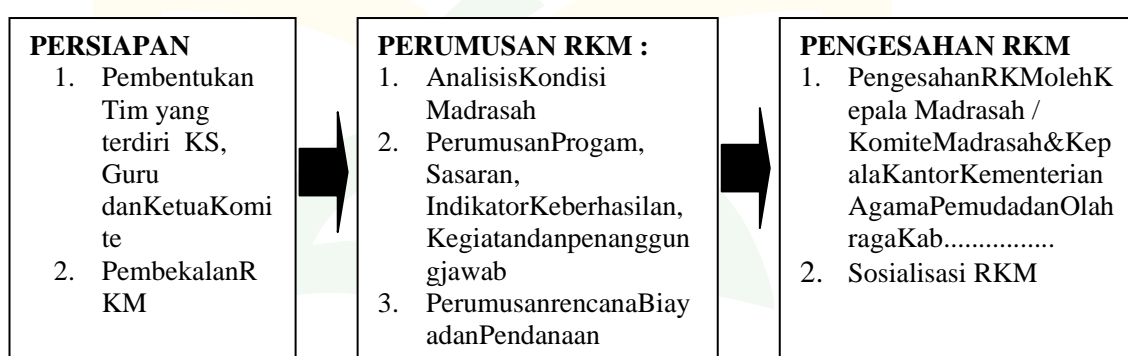 PERSIAPAN
1. Pembentukan
Tim yang
terdiri KS,
Guru
danKetuaKomi
te
2. PembekalanR
KM
PERUMUSAN RKM :
1. AnalisisKondisi
Madrasah
2. PerumusanProgam,
Sasaran,
IndikatorKeberhasilan,
Kegiatandanpenanggun
gjawab
3. PerumusanrencanaBiay
adanPendanaan
PENGESAHAN RKM
1. PengesahanRKMolehK
epala Madrasah /
KomiteMadrasah&Kep
alaKantorKementerian
AgamaPemudadanOlah
ragaKab................
2. Sosialisasi RKM